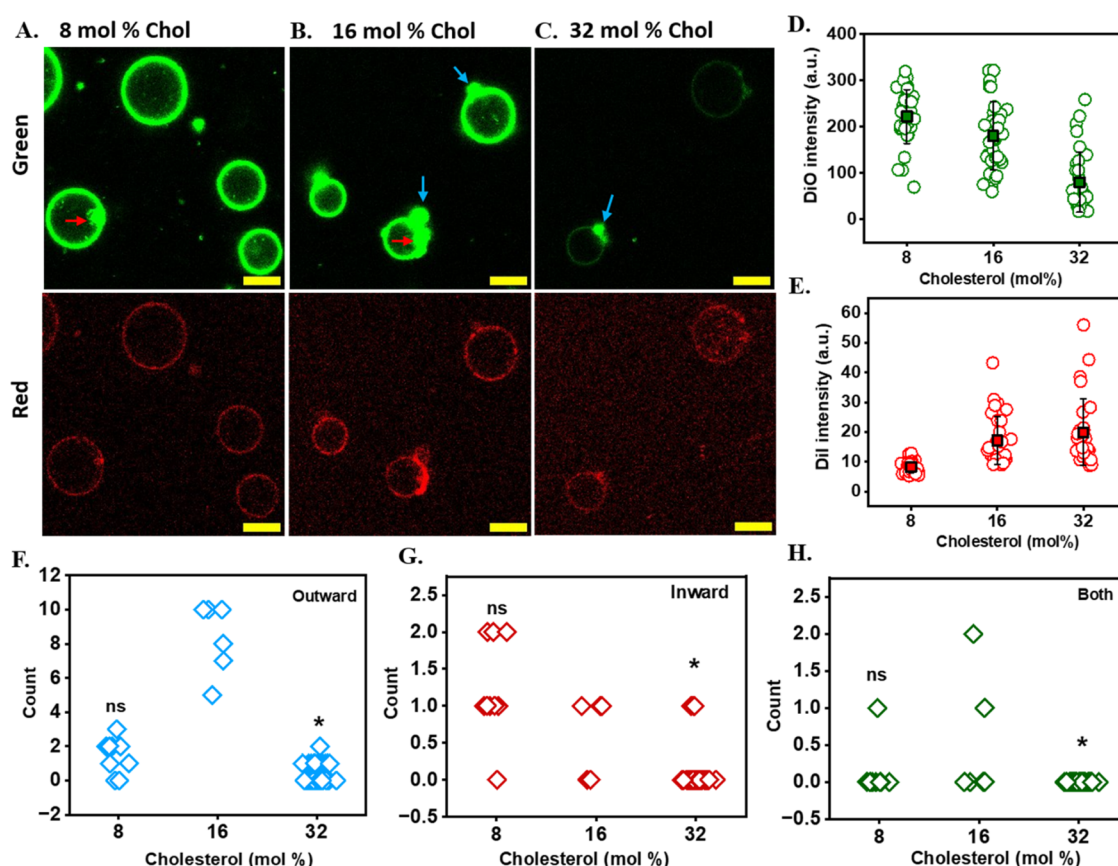 A. 8 mol % Chol
B. 16 mol % Chol
C. 32 mol % Chol
Green
Red
D.
DiO intensity (a.u.)
400
300
200
100
0
8 16 32
Cholesterol (mol%)
E.
DiI intensity (a.u.)
60
50
40
30
20
10
0
8 16 32
Cholesterol (mol%)
F.
Outward
Count
12
10
8
6
4
2
0
−2
ns
*
8 16 32
Cholesterol (mol %)
G.
Inward
Count
2.5
2.0
1.5
1.0
0.5
0.0
−0.5
ns
*
8 16 32
Cholesterol (mol %)
H.
Both
Count
2.5
2.0
1.5
1.0
0.5
0.0
−0.5
ns
*
8 16 32
Cholesterol (mol %)